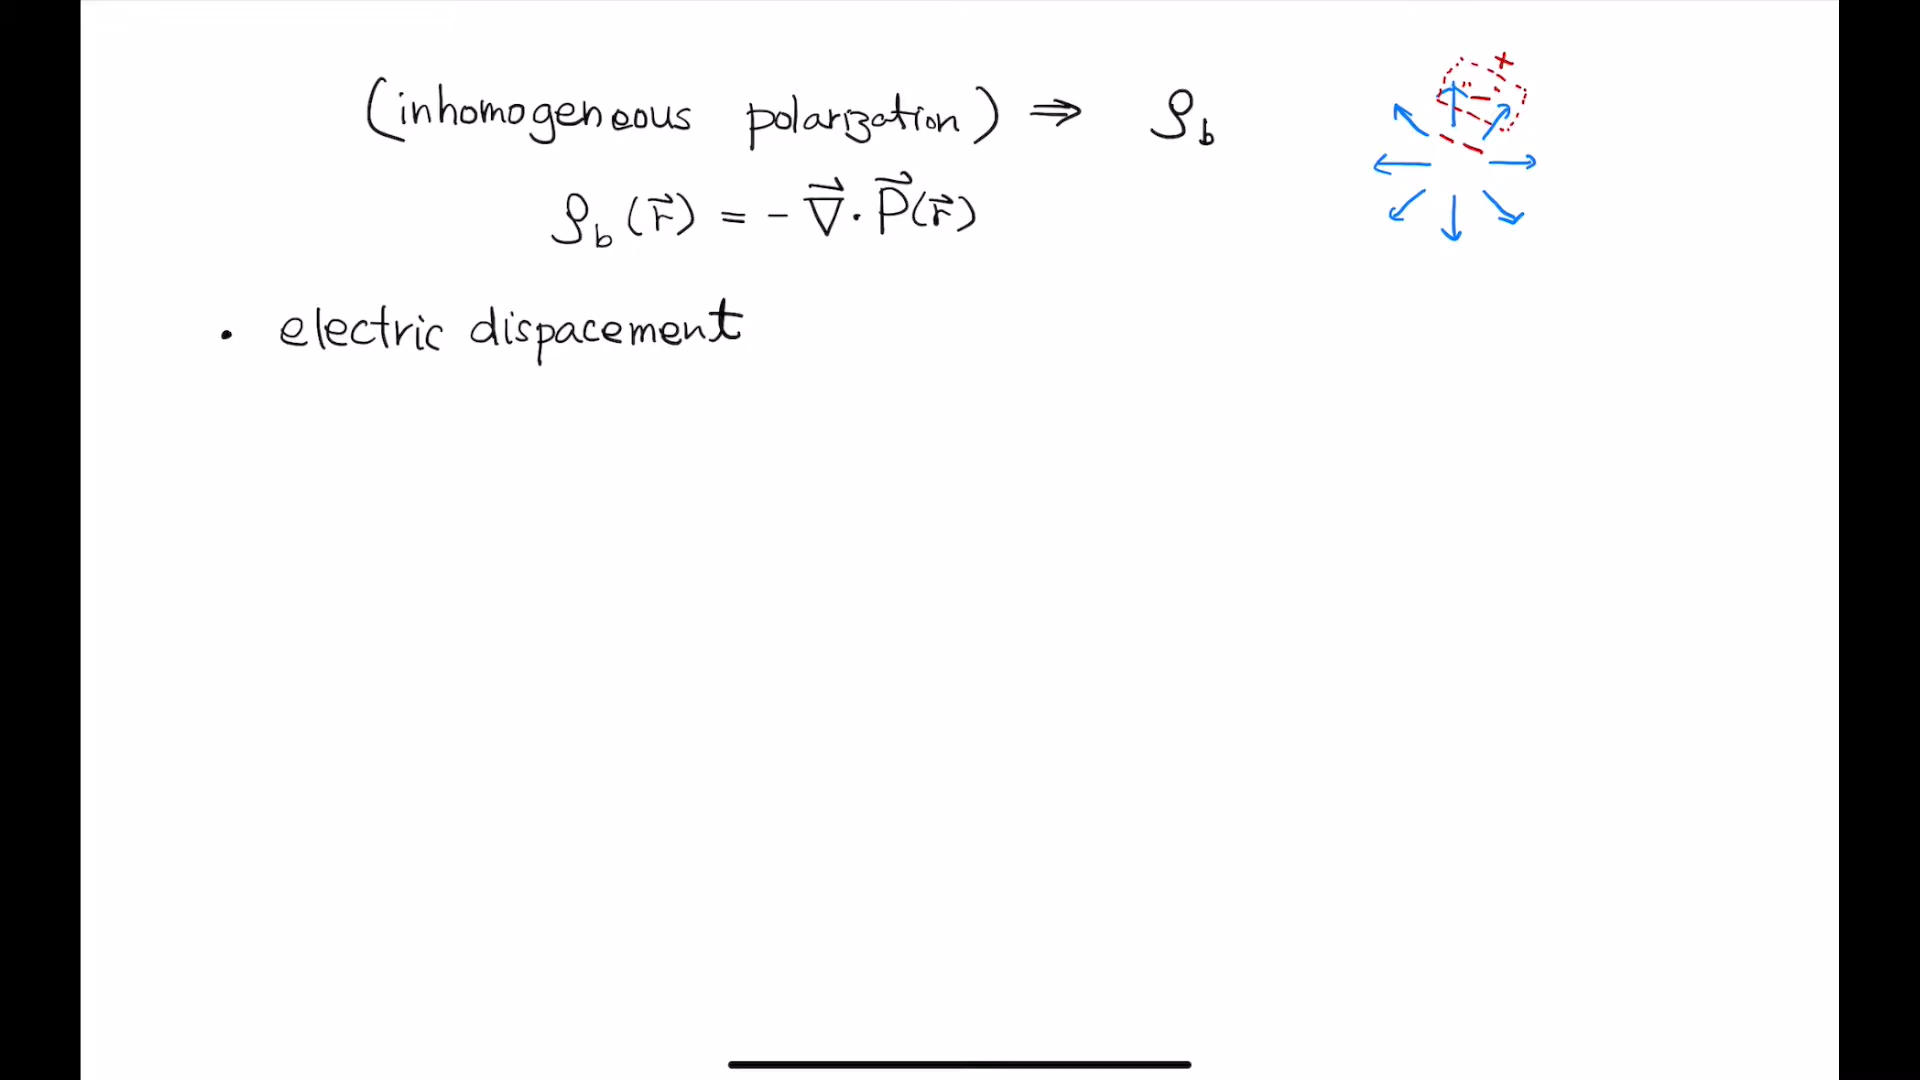 (inhomogeneous polarization) ⇒ ρ_b
ρ_b(r⃗) = - ∇⃗ · P⃗(r⃗)
• electric dispacement
+
- -